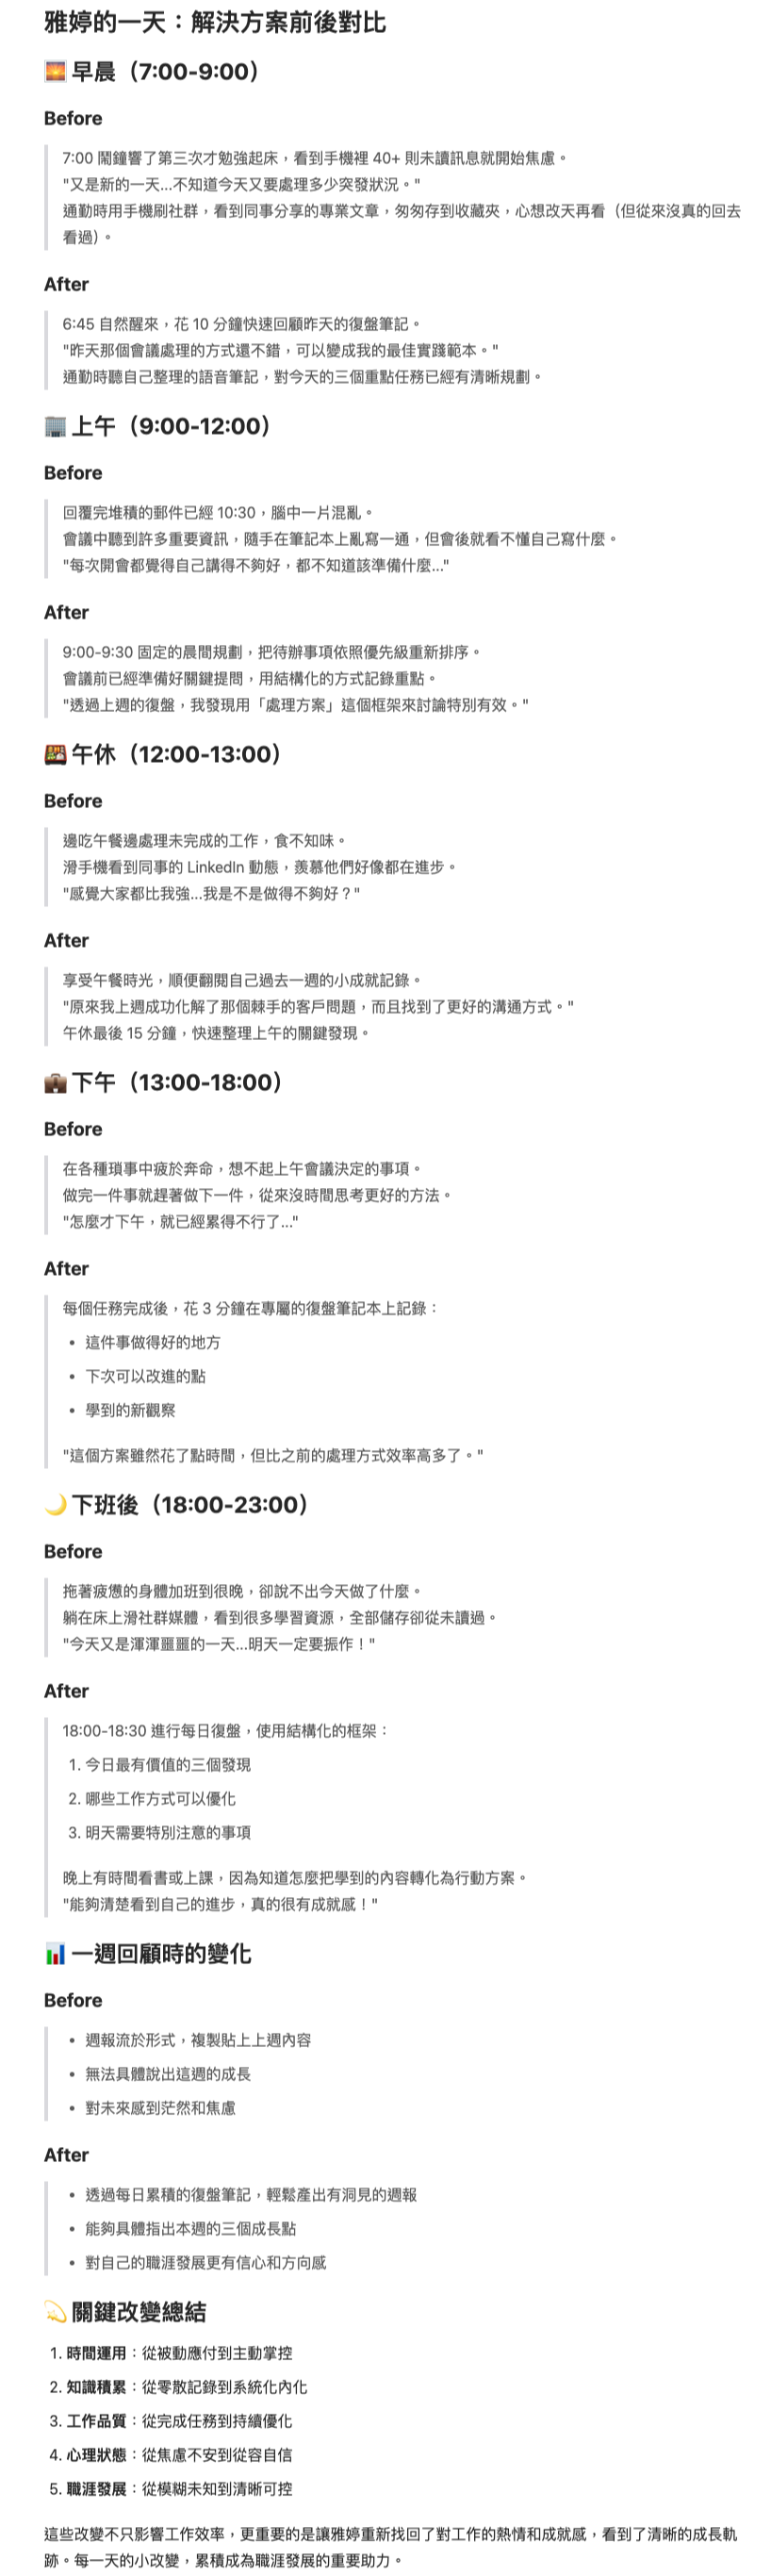 雅婷的一天：解決方案前後對比
🌅 早晨（7:00-9:00）
Before
7:00 鬧鐘響了第三次才勉強起床，看到手機裡 40+ 則未讀訊息就開始焦慮。
"又是新的一天...不知道今天又要處理多少突發狀況。"
通勤時用手機刷社群，看到同事分享的專業文章，匆匆存到收藏夾，心想改天再看（但從來沒真的回去
看過）。
After
6:45 自然醒來，花 10 分鐘快速回顧昨天的復盤筆記。
"昨天那個會議處理的方式還不錯，可以變成我的最佳實踐範本。"
通勤時聽自己整理的語音筆記，對今天的三個重點任務已經有清晰規劃。
🏢 上午（9:00-12:00）
Before
回覆完堆積的郵件已經 10:30，腦中一片混亂。
會議中聽到許多重要資訊，隨手在筆記本上亂寫一通，但會後就看不懂自己寫什麼。
"每次開會都覺得自己講得不夠好，都不知道該準備什麼..."
After
9:00-9:30 固定的晨間規劃，把待辦事項依照優先級重新排序。
會議前已經準備好關鍵提問，用結構化的方式記錄重點。
"透過上週的復盤，我發現用「處理方案」這個框架來討論特別有效。"
🍱 午休（12:00-13:00）
Before
邊吃午餐邊處理未完成的工作，食不知味。
滑手機看到同事的 LinkedIn 動態，羨慕他們好像都在進步。
"感覺大家都比我強...我是不是做得不夠好？"
After
享受午餐時光，順便翻閱自己過去一週的小成就記錄。
"原來我上週成功化解了那個棘手的客戶問題，而且找到了更好的溝通方式。"
午休最後 15 分鐘，快速整理上午的關鍵發現。
💼 下午（13:00-18:00）
Before
在各種瑣事中疲於奔命，想不起上午會議決定的事項。
做完一件事就趕著做下一件，從來沒時間思考更好的方法。
"怎麼才下午，就已經累得不行了..."
After
每個任務完成後，花 3 分鐘在專屬的復盤筆記本上記錄：
• 這件事做得好的地方
• 下次可以改進的點
• 學到的新觀察
"這個方案雖然花了點時間，但比之前的處理方式效率高多了。"
🌙 下班後（18:00-23:00）
Before
拖著疲憊的身體加班到很晚，卻說不出今天做了什麼。
躺在床上滑社群媒體，看到很多學習資源，全部儲存卻從未讀過。
"今天又是渾渾噩噩的一天...明天一定要振作！"
After
18:00-18:30 進行每日復盤，使用結構化的框架：
1. 今日最有價值的三個發現
2. 哪些工作方式可以優化
3. 明天需要特別注意的事項
晚上有時間看書或上課，因為知道怎麼把學到的內容轉化為行動方案。
"能夠清楚看到自己的進步，真的很有成就感！"
📊 一週回顧時的變化
Before
• 週報流於形式，複製貼上上週內容
• 無法具體說出這週的成長
• 對未來感到茫然和焦慮
After
• 透過每日累積的復盤筆記，輕鬆產出有洞見的週報
• 能夠具體指出本週的三個成長點
• 對自己的職涯發展更有信心和方向感
💫 關鍵改變總結
1. 時間運用：從被動應付到主動掌控
2. 知識積累：從零散記錄到系統化內化
3. 工作品質：從完成任務到持續優化
4. 心理狀態：從焦慮不安到從容自信
5. 職涯發展：從模糊未知到清晰可控
這些改變不只影響工作效率，更重要的是讓雅婷重新找回了對工作的熱情和成就感，看到了清晰的成長軌
跡。每一天的小改變，累積成為職涯發展的重要助力。